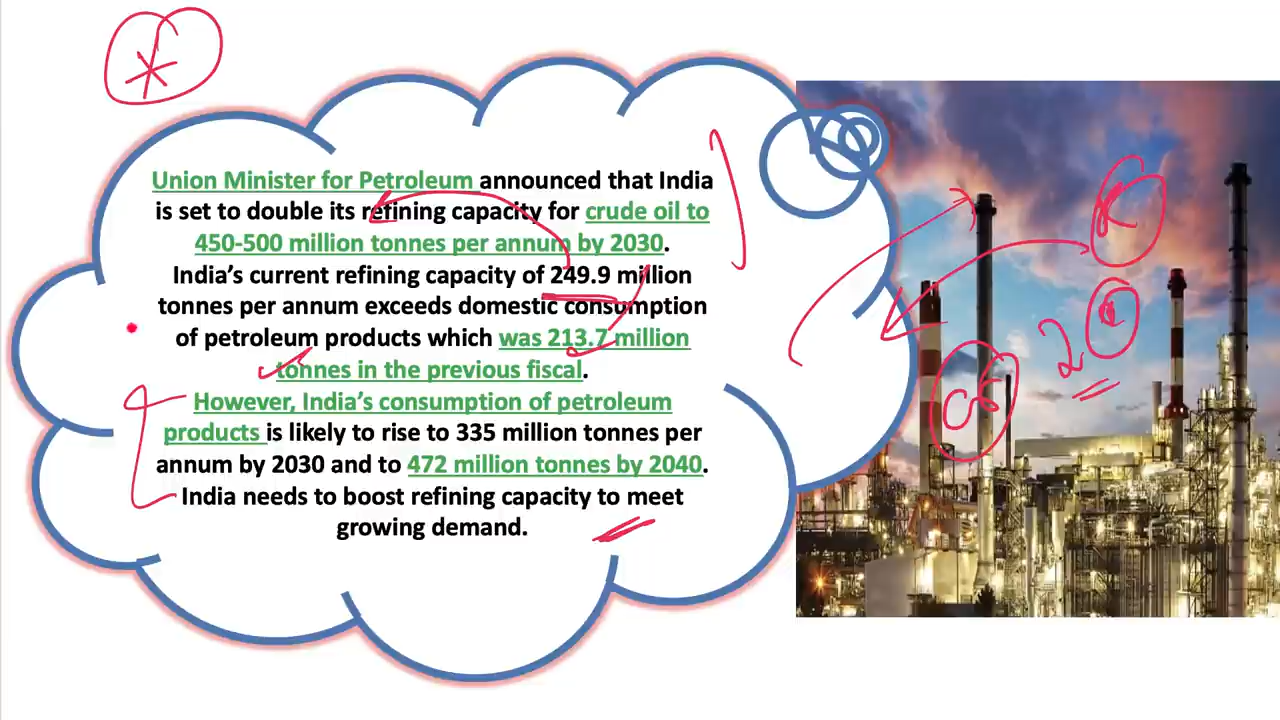 Union Minister for Petroleum announced that India
is set to double its refining capacity for crude oil to
450-500 million tonnes per annum by 2030.
India's current refining capacity of 249.9 million
tonnes per annum exceeds domestic consumption
of petroleum products which was 213.7 million
tonnes in the previous fiscal.
However, India's consumption of petroleum
products is likely to rise to 335 million tonnes per
annum by 2030 and to 472 million tonnes by 2040.
India needs to boost refining capacity to meet
growing demand.